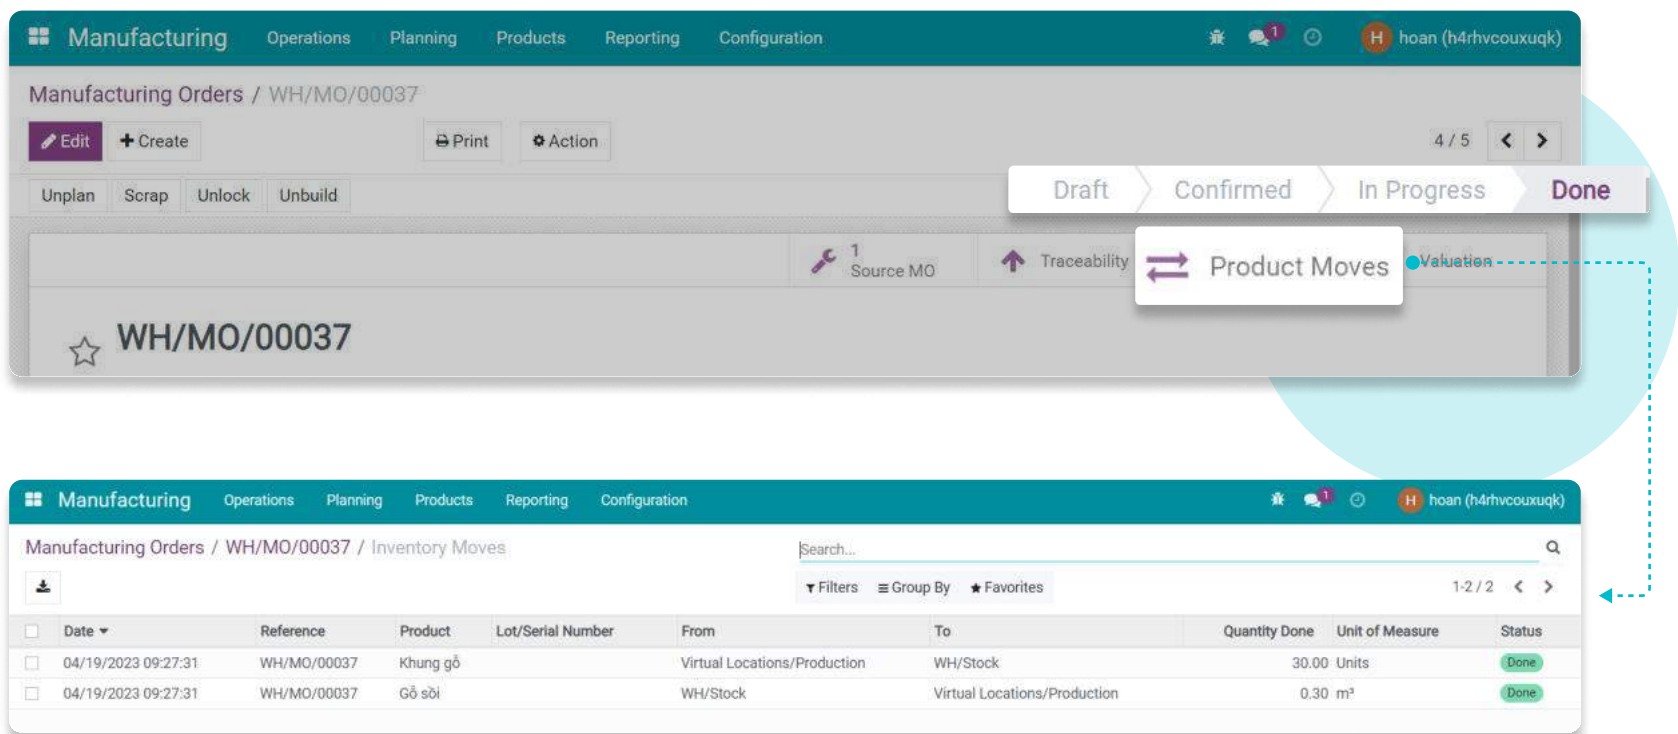 Manufacturing Operations Planning Products Reporting Configuration 1 H hoan (h4rhvcouxuqk)
Manufacturing Orders / WH/MO/00037
Edit + Create Print Action 4 / 5
Unplan Scrap Unlock Unbuild Draft Confirmed In Progress Done
1 Source MO Traceability Product Moves Valuation
WH/MO/00037
Manufacturing Operations Planning Products Reporting Configuration 1 H hoan (h4rhvcouxuqk)
Manufacturing Orders / WH/MO/00037 / Inventory Moves Search...
Filters Group By Favorites 1-2 / 2
Date Reference Product Lot/Serial Number From To Quantity Done Unit of Measure Status
04/19/2023 09:27:31 WH/MO/00037 Khung gỗ Virtual Locations/Production WH/Stock 30.00 Units Done
04/19/2023 09:27:31 WH/MO/00037 Gỗ sồi WH/Stock Virtual Locations/Production 0.30 m³ Done